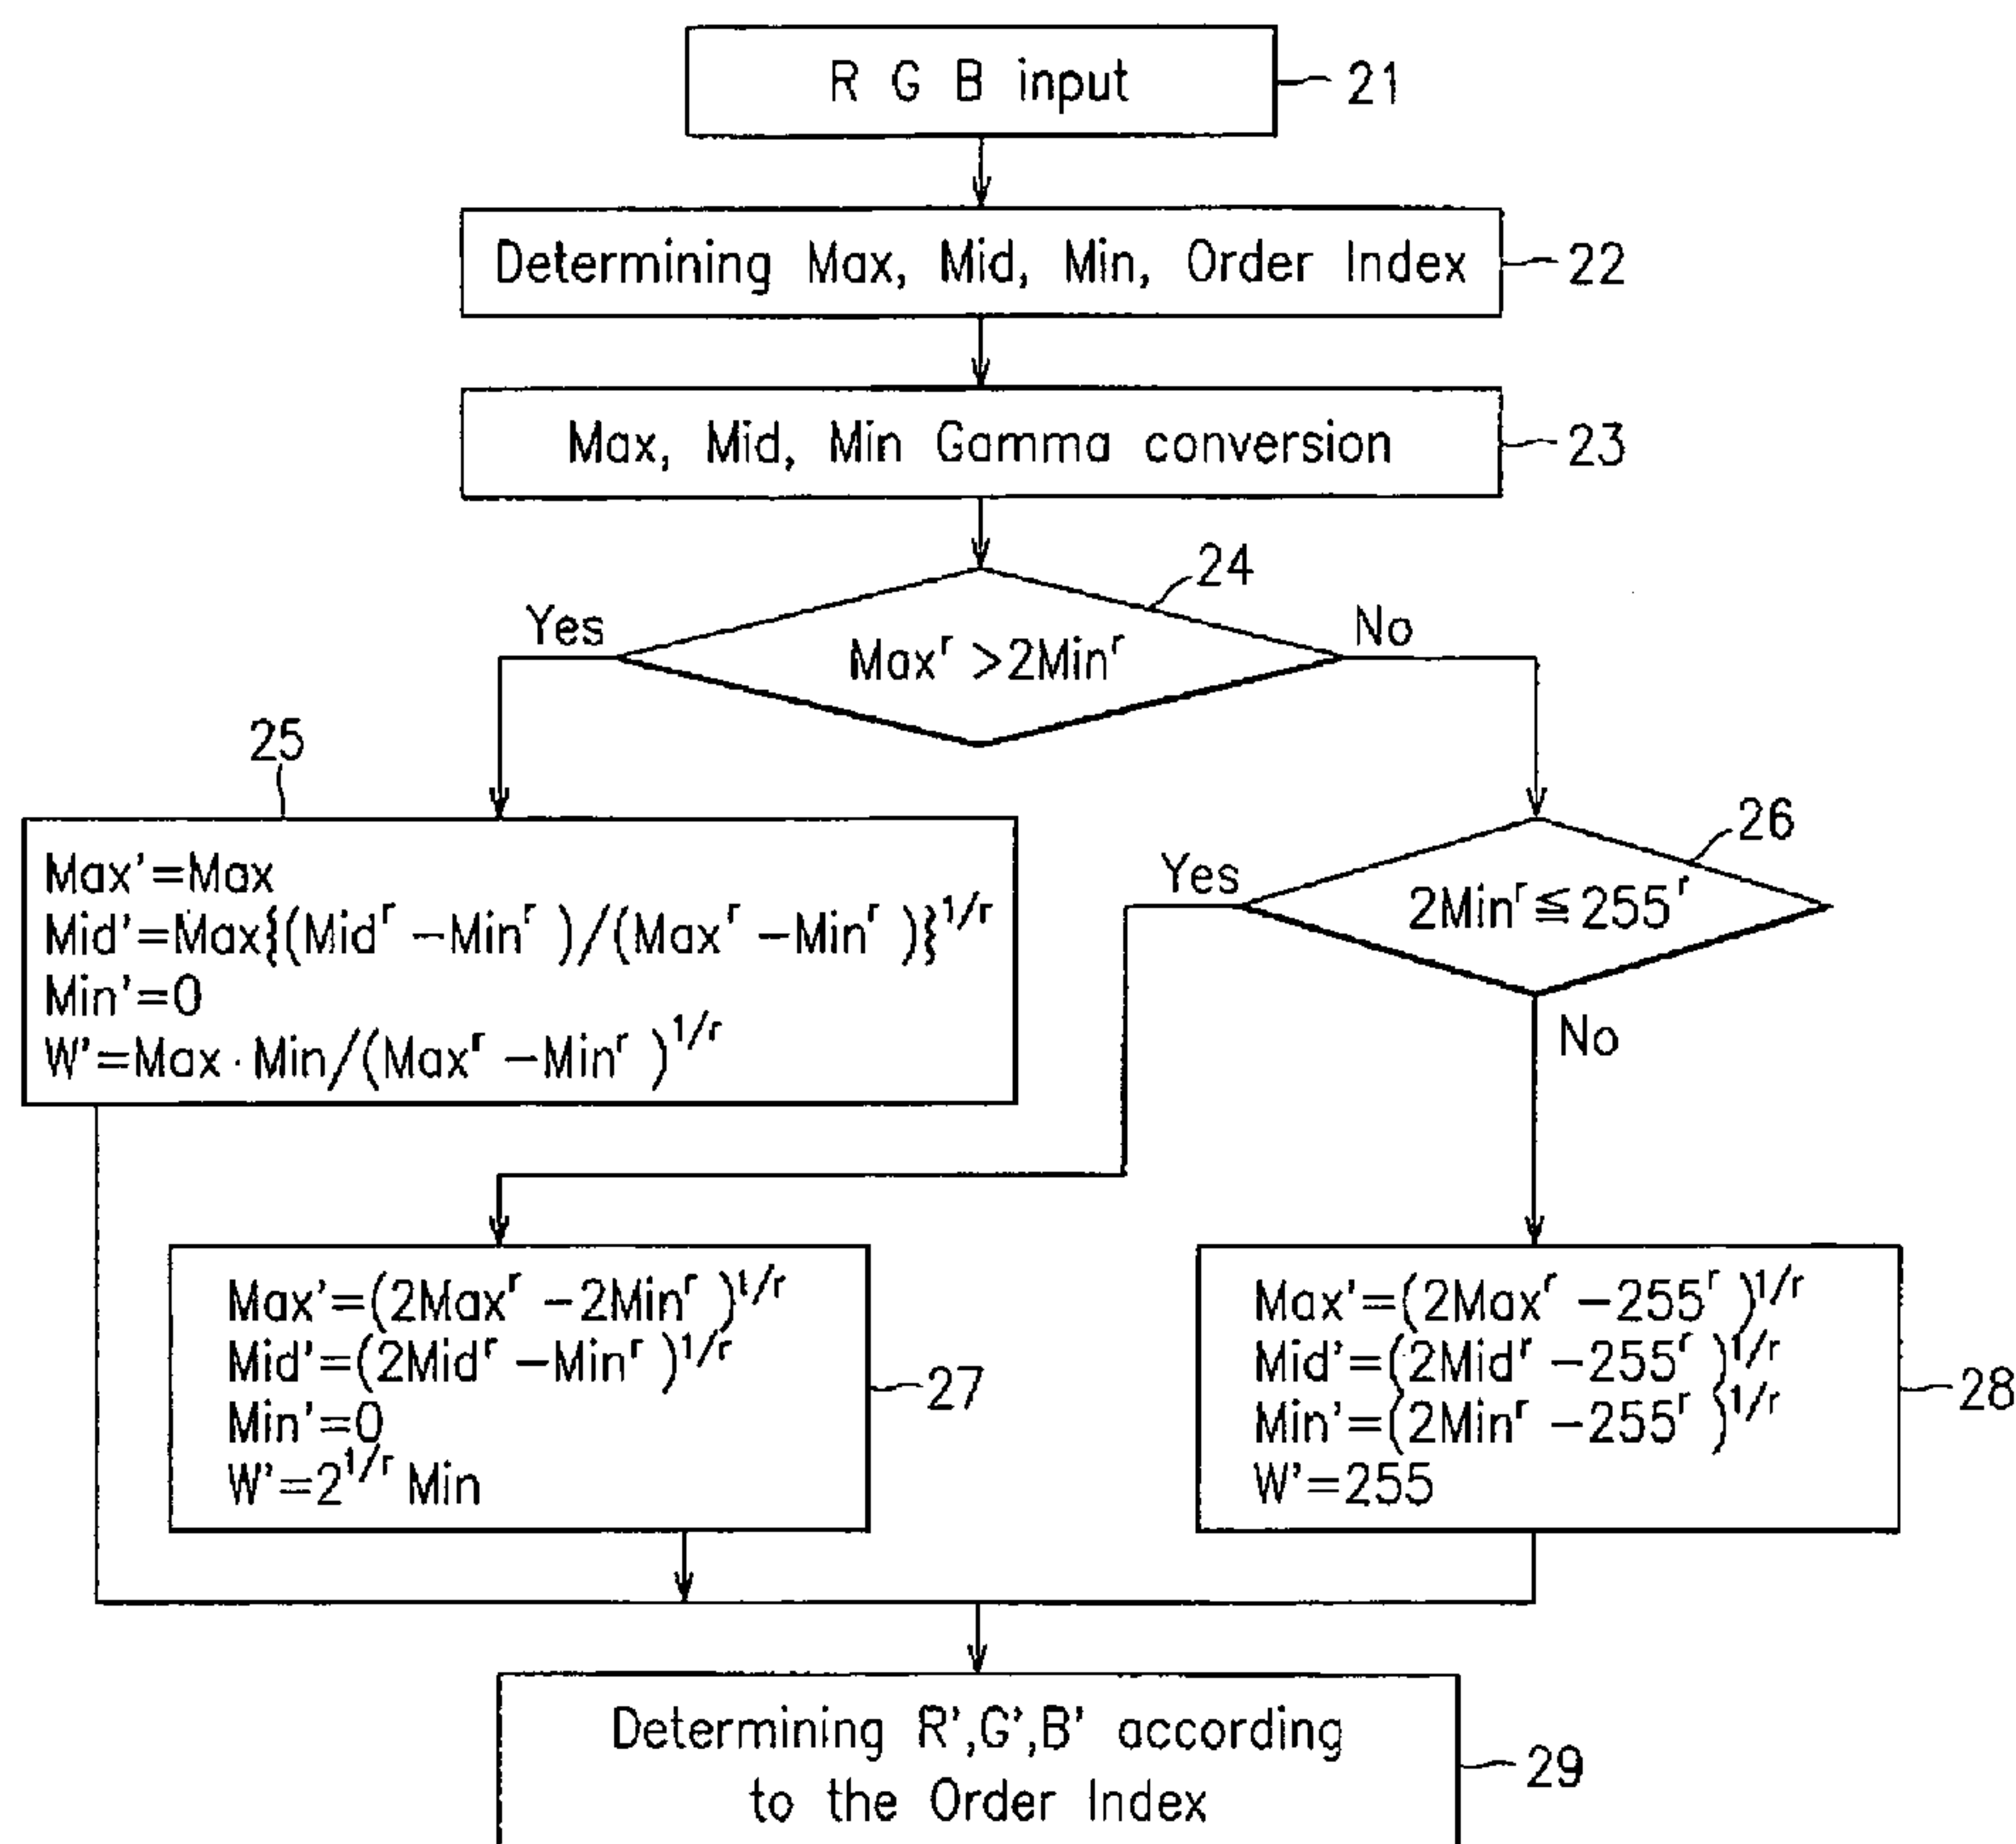 R G B input
21
Determining Max, Mid, Min, Order Index
22
Max, Mid, Min Gamma conversion
23
24
Yes
Maxʳ >2Minʳ
No
25
Max'=Max
Mid'=Max{(Midʳ −Minʳ )/(Maxʳ −Minʳ )}¹/ʳ
Min'=0
W'=Max·Min/(Maxʳ −Minʳ )¹/ʳ
26
Yes
2Minʳ≦255ʳ
No
Max'=(2Maxʳ −2Minʳ )¹/ʳ
Mid'=(2Midʳ −Minʳ )¹/ʳ
Min'=0
W'=2¹/ʳ Min
27
Max'=(2Maxʳ −255ʳ )¹/ʳ
Mid'=(2Midʳ −255ʳ )¹/ʳ
Min'=(2Minʳ −255ʳ )¹/ʳ
W'=255
28
Determining R',G',B' according
to the Order Index
29